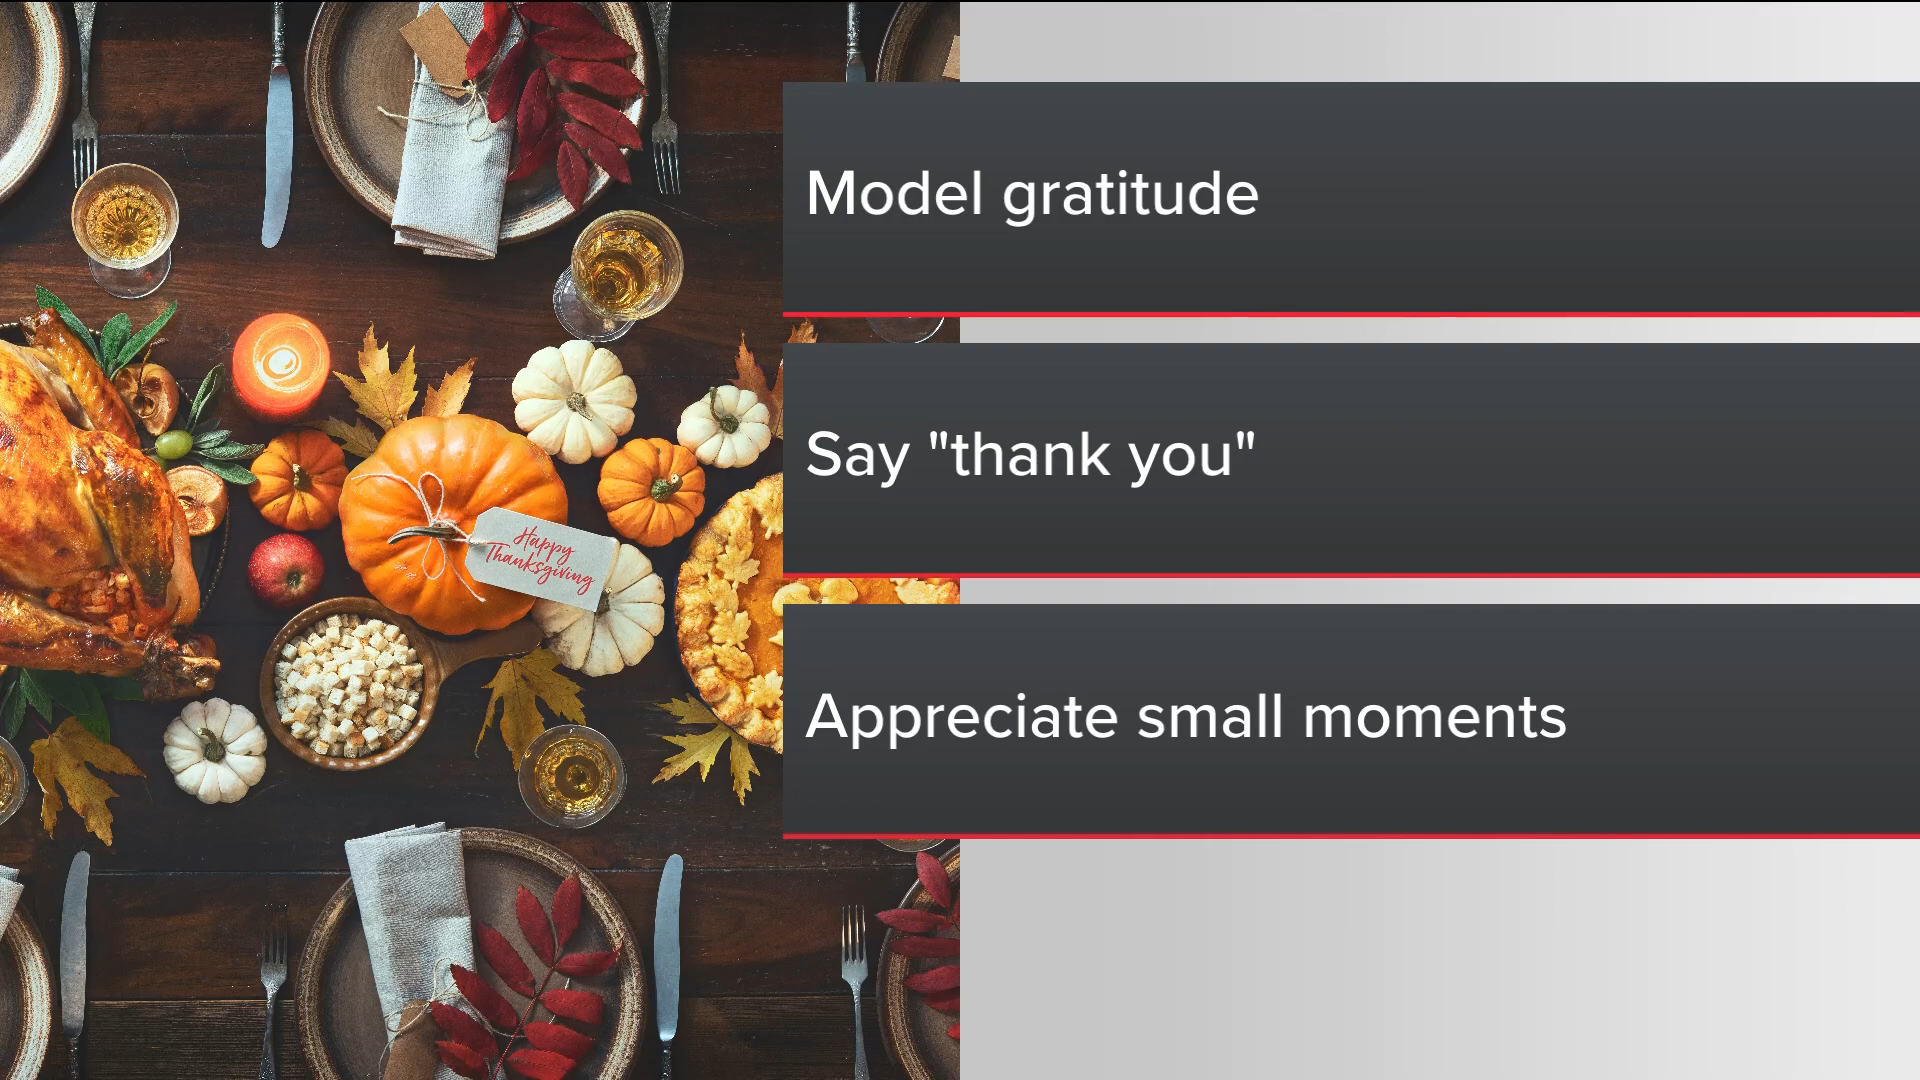 Model gratitude
Say "thank you"
Happy
Thanksgiving
Appreciate small moments